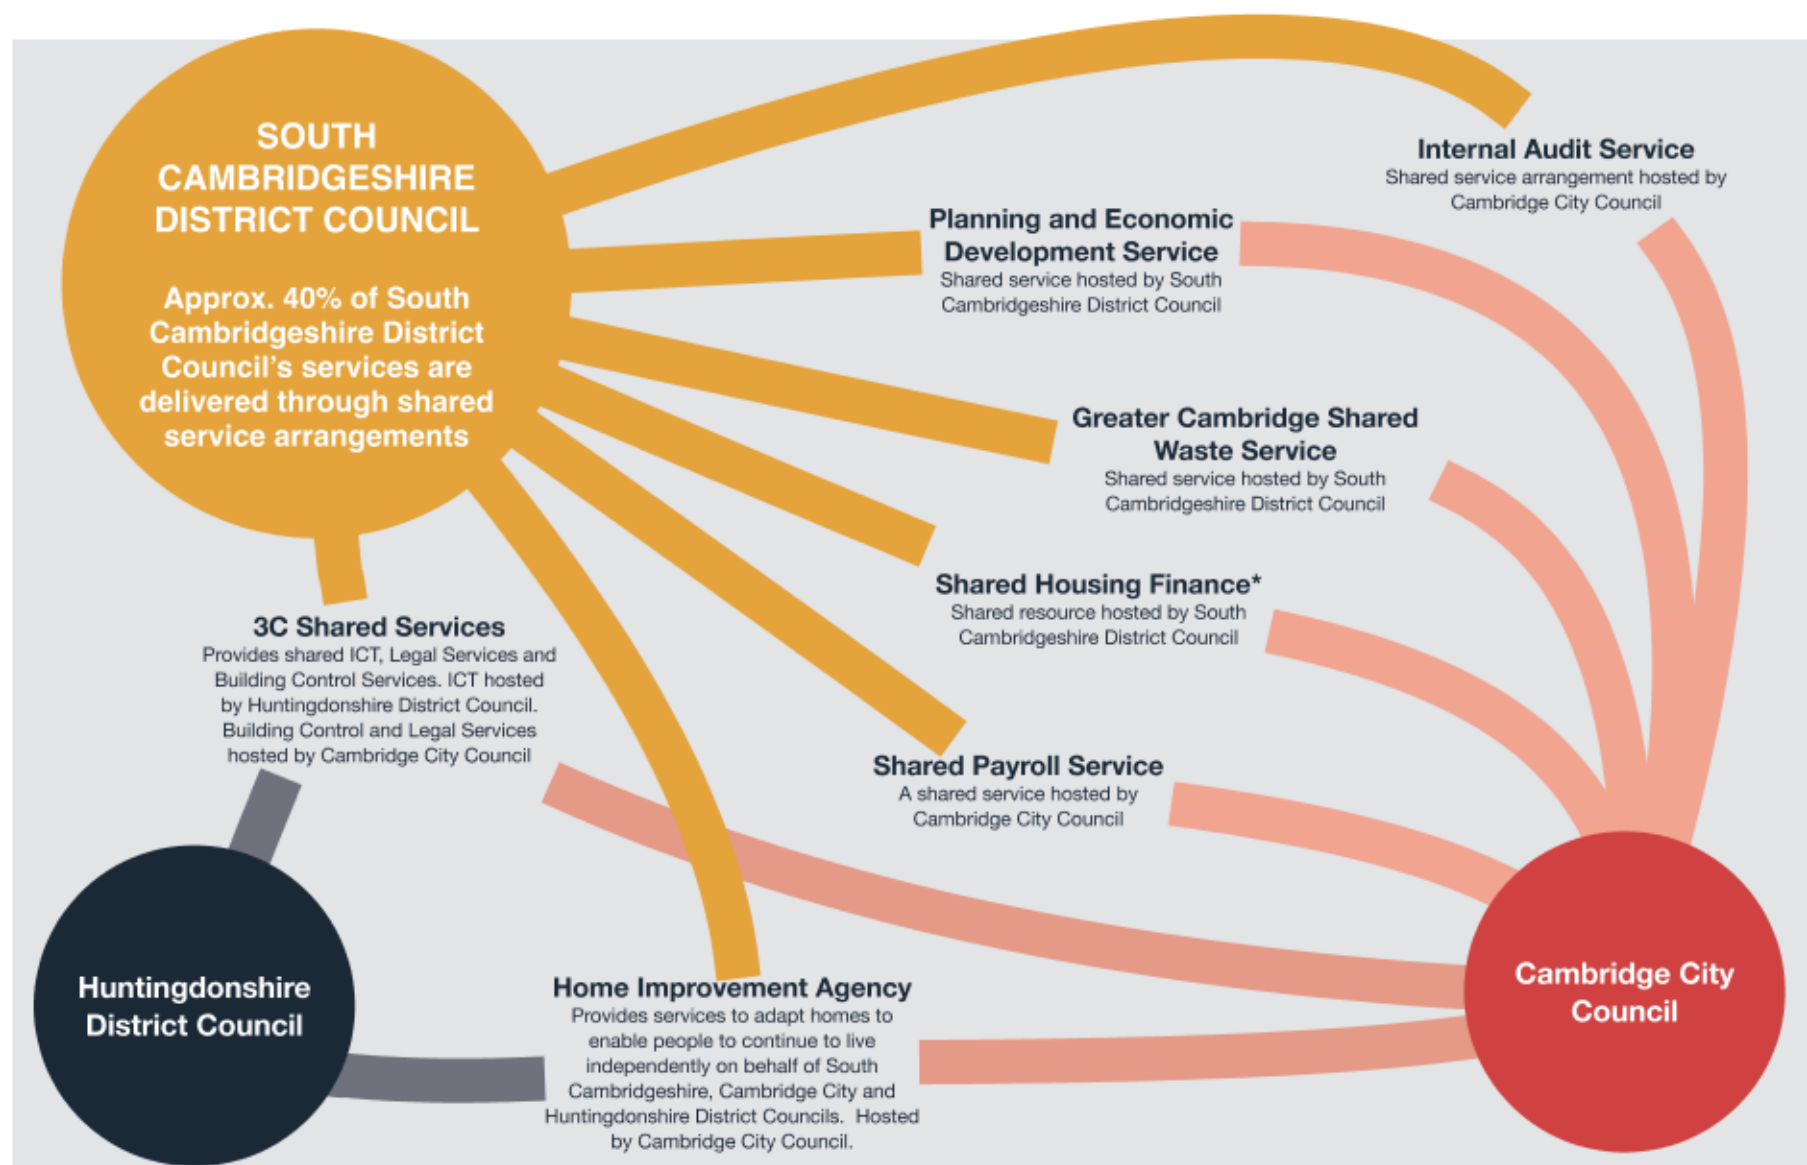 SOUTH
CAMBRIDGESHIRE
DISTRICT COUNCIL
Approx. 40% of South
Cambridgeshire District
Council’s services are
delivered through shared
service arrangements
Internal Audit Service
Shared service arrangement hosted by
Cambridge City Council
Planning and Economic
Development Service
Shared service hosted by South
Cambridgeshire District Council
Greater Cambridge Shared
Waste Service
Shared service hosted by South
Cambridgeshire District Council
Shared Housing Finance*
Shared resource hosted by South
Cambridgeshire District Council
3C Shared Services
Provides shared ICT, Legal Services and
Building Control Services. ICT hosted
by Huntingdonshire District Council.
Building Control and Legal Services
hosted by Cambridge City Council
Shared Payroll Service
A shared service hosted by
Cambridge City Council
Huntingdonshire
District Council
Home Improvement Agency
Provides services to adapt homes to
enable people to continue to live
independently on behalf of South
Cambridgeshire, Cambridge City and
Huntingdonshire District Councils. Hosted
by Cambridge City Council.
Cambridge City
Council